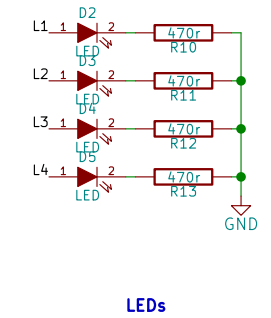 D2
L1 1 2 470r
LED R10
D3
L2 1 2 470r
LED R11
D4
L3 1 2 470r
LED R12
D5
L4 1 2 470r
LED R13
GND
LEDs